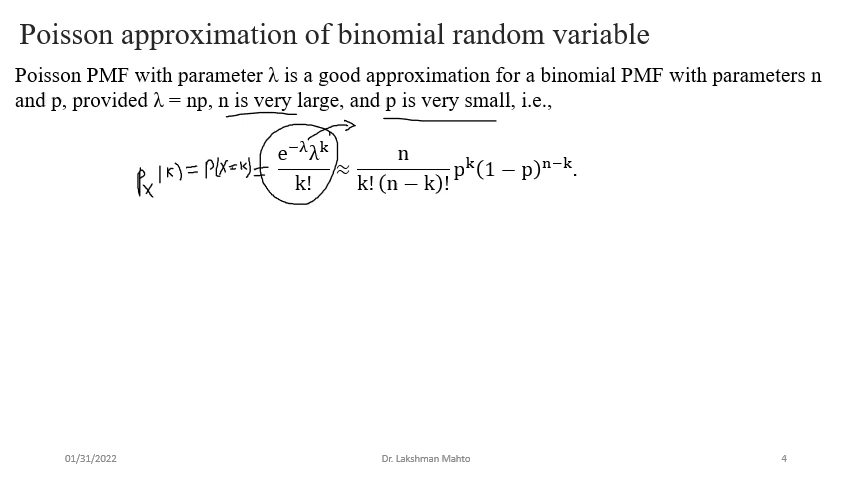 Poisson approximation of binomial random variable
Poisson PMF with parameter λ is a good approximation for a binomial PMF with parameters n
and p, provided λ = np, n is very large, and p is very small, i.e.,
p_X(k) = P(X=k) = e^{−λ}λ^k / k! ≈ n / k! (n − k)! p^k(1 − p)^{n−k}.
01/31/2022 Dr. Lakshman Mahto 4